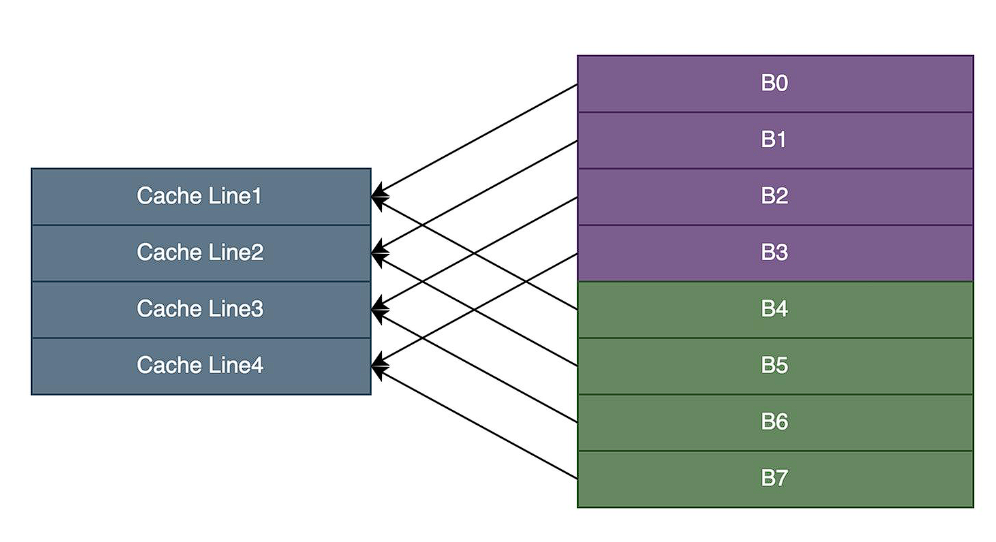 Cache Line1
Cache Line2
Cache Line3
Cache Line4
B0
B1
B2
B3
B4
B5
B6
B7